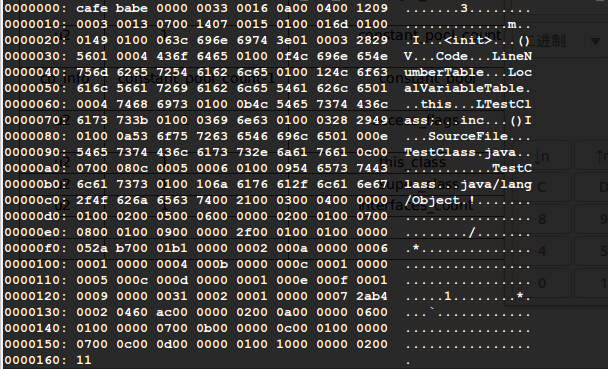 0000000: cafe babe 0000 0033 0016 0a00 0400 1209 .......3........
0000010: 0003 0013 0700 1407 0015 0100 016d 0100 .............m..
0000020: 0149 0100 063c 696e 6974 3e01 0003 2829 .I...<init>...()
0000030: 5601 0004 436f 6465 0100 0f4c 696e 654e V...Code...LineN
0000040: 756d 6265 7254 6162 6c65 0100 124c 6f63 umberTable...Loc
0000050: 616c 5661 7269 6162 6c65 5461 626c 6501 alVariableTable.
0000060: 0004 7468 6973 0100 0b4c 5465 7374 436c ..this...LTestCl
0000070: 6173 733b 0100 0369 6e63 0100 0328 2949 ass;...inc...()I
0000080: 0100 0a53 6f75 7263 6546 696c 6501 000e ...SourceFile...
0000090: 5465 7374 436c 6173 732e 6a61 7661 0c00 TestClass.java..
00000a0: 0700 080c 0005 0006 0100 0954 6573 7443 ...........TestC
00000b0: 6c61 7373 0100 106a 6176 612f 6c61 6e67 lass...java/lang
00000c0: 2f4f 626a 6563 7400 2100 0300 0400 0000 /Object.!.......
00000d0: 0100 0200 0500 0600 0000 0200 0100 0700 ................
00000e0: 0800 0100 0900 0000 2f00 0100 0100 0000 ......../.......
00000f0: 052a b700 01b1 0000 0002 000a 0000 0006 .*..............
0000100: 0001 0000 0004 000b 0000 000c 0001 0000 ................
0000110: 0005 000c 000d 0000 0001 000e 000f 0001 ................
0000120: 0009 0000 0031 0002 0001 0000 0007 2ab4 .....1........*.
0000130: 0002 0460 ac00 0000 0200 0a00 0000 0600 ...`............
0000140: 0100 0000 0700 0b00 0000 0c00 0100 0000 ................
0000150: 0700 0c00 0d00 0000 0100 1000 0000 0200 ................
0000160: 11 .